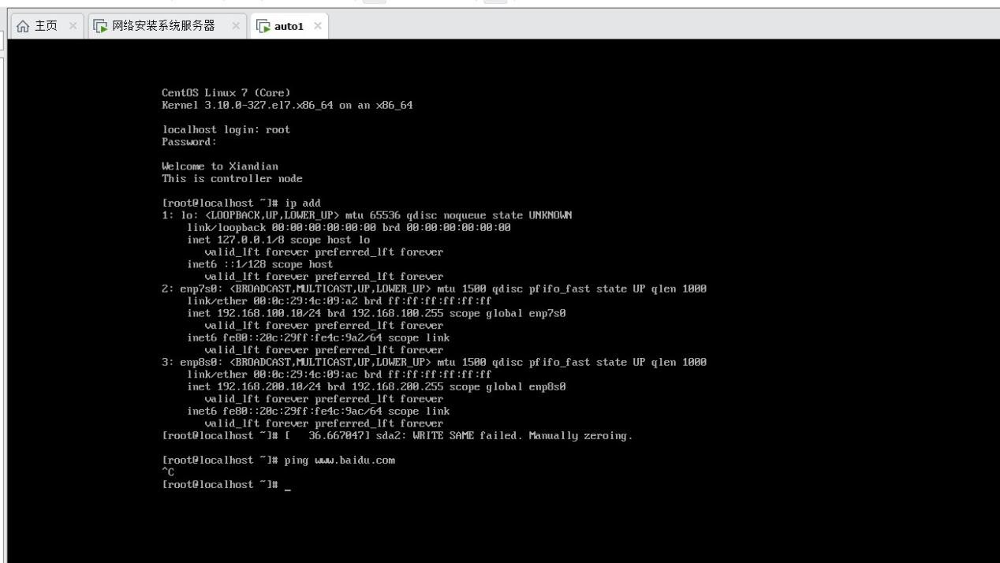 主页 网络安装系统服务器 auto1
CentOS Linux 7 (Core)
Kernel 3.10.0-327.el7.x86_64 on an x86_64
localhost login: root
Password:
Welcome to Xiandian
This is controller node
[root@localhost ~]# ip add
1: lo: <LOOPBACK,UP,LOWER_UP> mtu 65536 qdisc noqueue state UNKNOWN
link/loopback 00:00:00:00:00:00 brd 00:00:00:00:00:00
inet 127.0.0.1/8 scope host lo
valid_lft forever preferred_lft forever
inet6 ::1/128 scope host
valid_lft forever preferred_lft forever
2: enp7s0: <BROADCAST,MULTICAST,UP,LOWER_UP> mtu 1500 qdisc pfifo_fast state UP qlen 1000
link/ether 00:0c:29:4c:09:a2 brd ff:ff:ff:ff:ff:ff
inet 192.168.100.10/24 brd 192.168.100.255 scope global enp7s0
valid_lft forever preferred_lft forever
inet6 fe80::20c:29ff:fe4c:9a2/64 scope link
valid_lft forever preferred_lft forever
3: enp8s0: <BROADCAST,MULTICAST,UP,LOWER_UP> mtu 1500 qdisc pfifo_fast state UP qlen 1000
link/ether 00:0c:29:4c:09:ac brd ff:ff:ff:ff:ff:ff
inet 192.168.200.10/24 brd 192.168.200.255 scope global enp8s0
valid_lft forever preferred_lft forever
inet6 fe80::20c:29ff:fe4c:9ac/64 scope link
valid_lft forever preferred_lft forever
[root@localhost ~]# [   36.667047] sda2: WRITE SAME failed. Manually zeroing.
[root@localhost ~]# ping www.baidu.com
^C
[root@localhost ~]# _